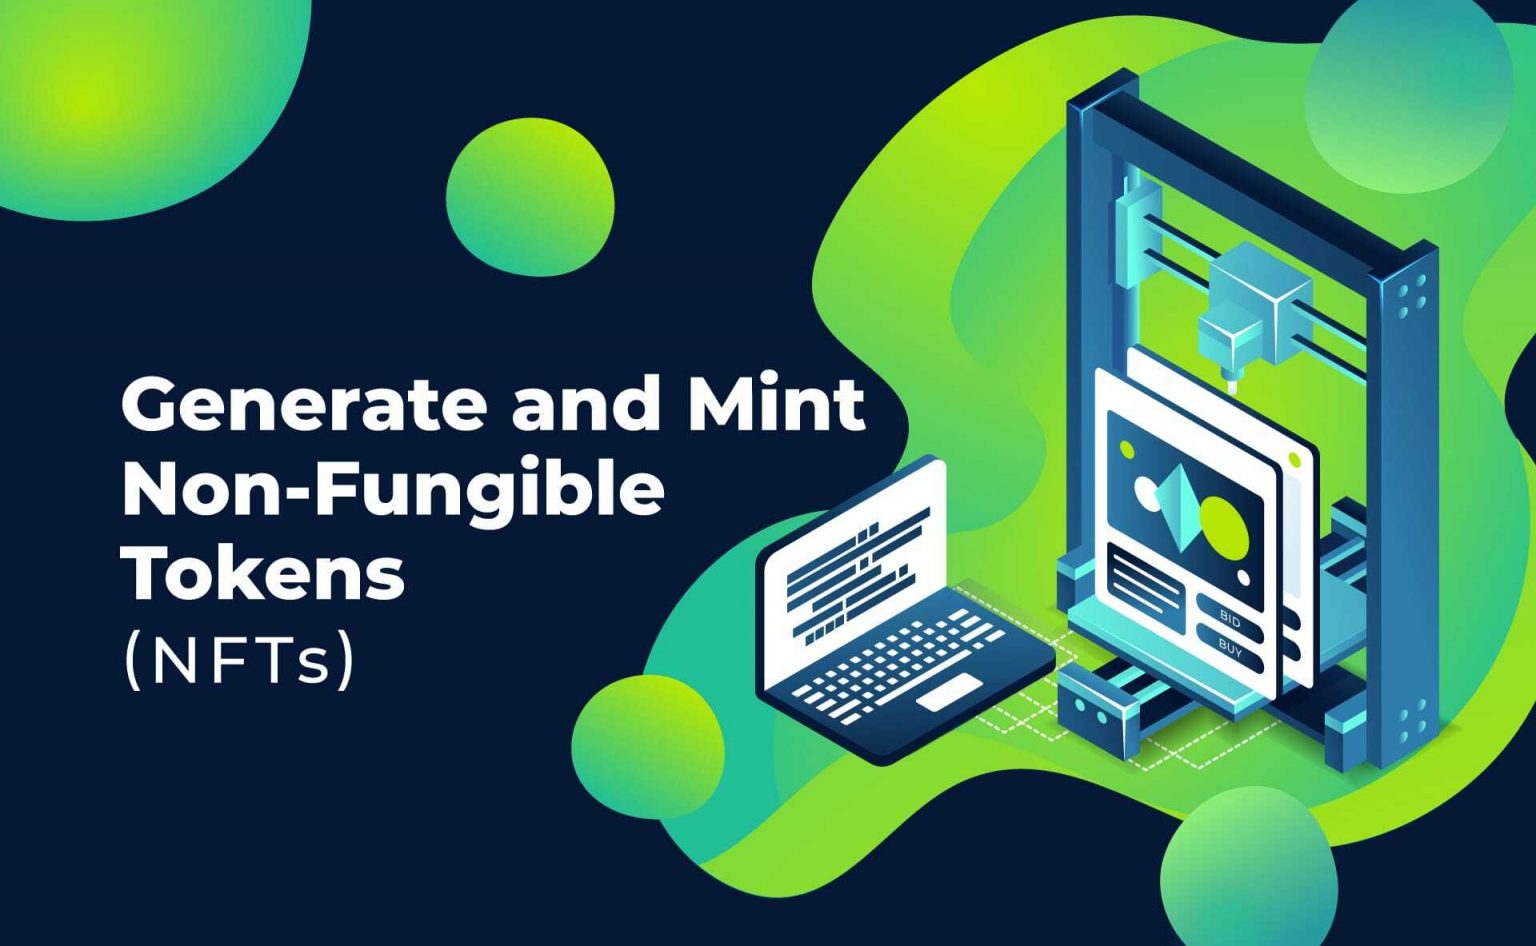 Generate and Mint
Non-Fungible
Tokens
(NFTs)
BID
BUY